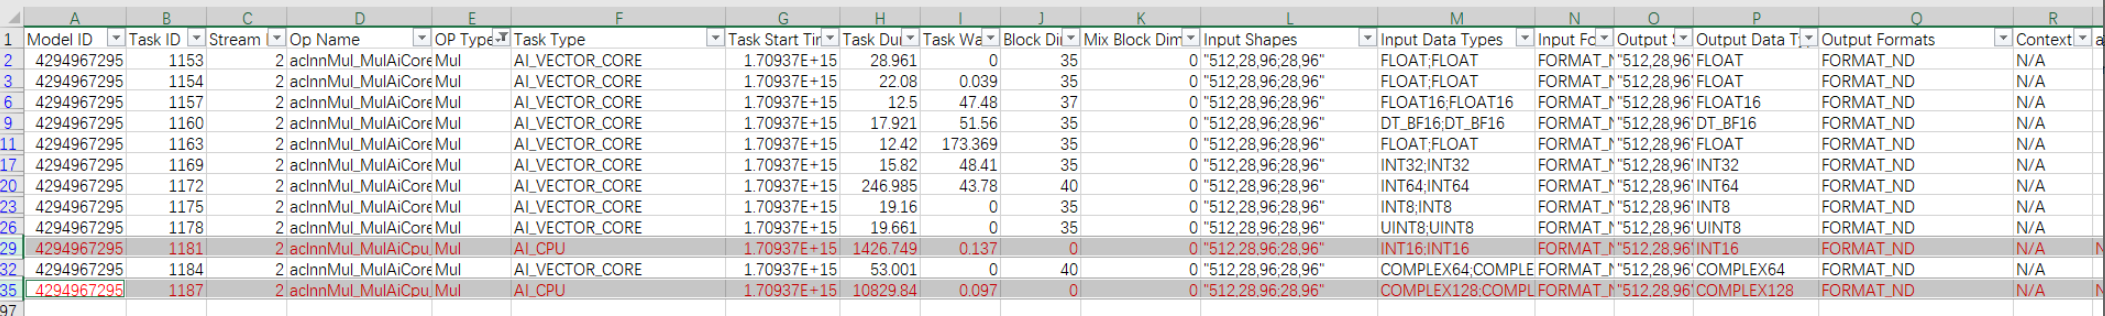 A B C D E F G H I J K L M N O P Q R
1 Model ID Task ID Stream Op Name OP Type Task Type Task Start Tir Task Dur Task Wa Block Di Mix Block Dim Input Shapes Input Data Types Input Fc Output Output Data T Output Formats Context a
2 4294967295 1153 2 aclnnMul_MulAiCore Mul AI_VECTOR_CORE 1.70937E+15 28.961 0 35 0 "512,28,96;28,96" FLOAT;FLOAT FORMAT_N "512,28,96" FLOAT FORMAT_ND N/A
3 4294967295 1154 2 aclnnMul_MulAiCore Mul AI_VECTOR_CORE 1.70937E+15 22.08 0.039 35 0 "512,28,96;28,96" FLOAT;FLOAT FORMAT_N "512,28,96" FLOAT FORMAT_ND N/A
6 4294967295 1157 2 aclnnMul_MulAiCore Mul AI_VECTOR_CORE 1.70937E+15 12.5 47.48 37 0 "512,28,96;28,96" FLOAT16;FLOAT16 FORMAT_N "512,28,96" FLOAT16 FORMAT_ND N/A
9 4294967295 1160 2 aclnnMul_MulAiCore Mul AI_VECTOR_CORE 1.70937E+15 17.921 51.56 35 0 "512,28,96;28,96" DT_BF16;DT_BF16 FORMAT_N "512,28,96" DT_BF16 FORMAT_ND N/A
11 4294967295 1163 2 aclnnMul_MulAiCore Mul AI_VECTOR_CORE 1.70937E+15 12.42 173.369 35 0 "512,28,96;28,96" FLOAT;FLOAT FORMAT_N "512,28,96" FLOAT FORMAT_ND N/A
17 4294967295 1169 2 aclnnMul_MulAiCore Mul AI_VECTOR_CORE 1.70937E+15 15.82 48.41 35 0 "512,28,96;28,96" INT32;INT32 FORMAT_N "512,28,96" INT32 FORMAT_ND N/A
20 4294967295 1172 2 aclnnMul_MulAiCore Mul AI_VECTOR_CORE 1.70937E+15 246.985 43.78 40 0 "512,28,96;28,96" INT64;INT64 FORMAT_N "512,28,96" INT64 FORMAT_ND N/A
23 4294967295 1175 2 aclnnMul_MulAiCore Mul AI_VECTOR_CORE 1.70937E+15 19.16 0 35 0 "512,28,96;28,96" INT8;INT8 FORMAT_N "512,28,96" INT8 FORMAT_ND N/A
26 4294967295 1178 2 aclnnMul_MulAiCore Mul AI_VECTOR_CORE 1.70937E+15 19.661 0 35 0 "512,28,96;28,96" UINT8;UINT8 FORMAT_N "512,28,96" UINT8 FORMAT_ND N/A
29 4294967295 1181 2 aclnnMul_MulAiCpu_ Mul AI_CPU 1.70937E+15 1426.749 0.137 0 0 "512,28,96;28,96" INT16;INT16 FORMAT_N "512,28,96" INT16 FORMAT_ND N/A N
32 4294967295 1184 2 aclnnMul_MulAiCore Mul AI_VECTOR_CORE 1.70937E+15 53.001 0 40 0 "512,28,96;28,96" COMPLEX64;COMPLE FORMAT_N "512,28,96" COMPLEX64 FORMAT_ND N/A
35 4294967295 1187 2 aclnnMul_MulAiCpu_ Mul AI_CPU 1.70937E+15 10829.84 0.097 0 0 "512,28,96;28,96" COMPLEX128;COMPL FORMAT_N "512,28,96" COMPLEX128 FORMAT_ND N/A N
97